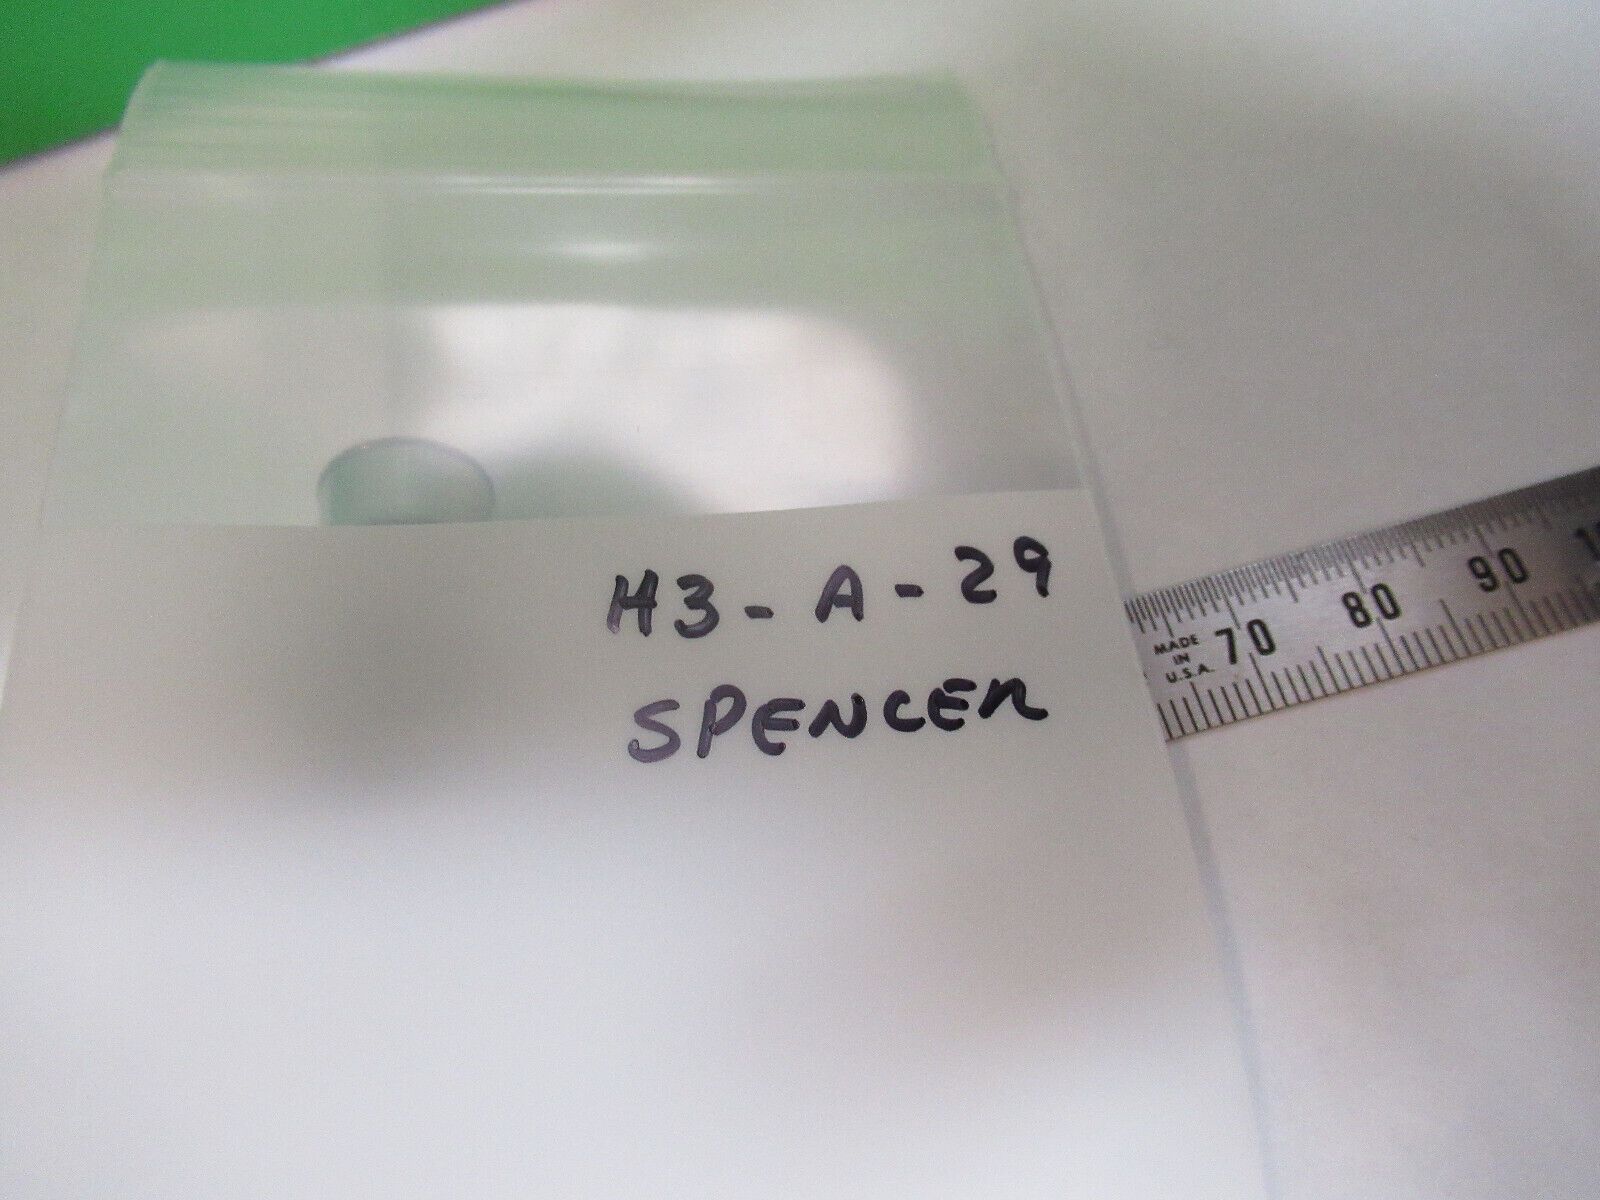 H3-A-29
SPENCER
MADE
IN
U.S.A.
70 80 90